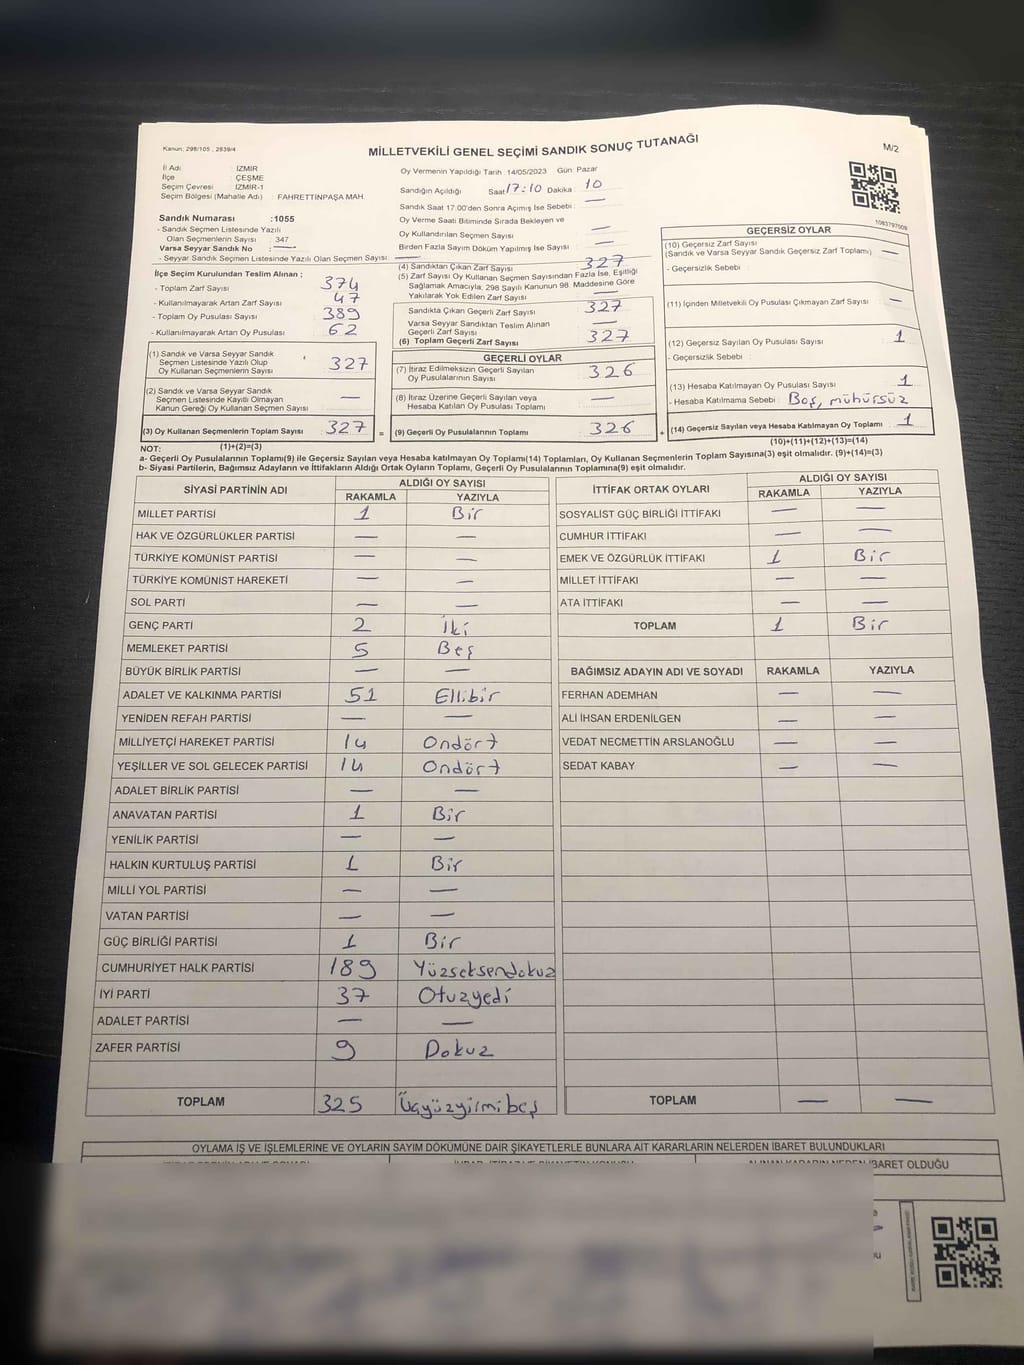 Kanun: 298/105 , 2839/4
MİLLETVEKİLİ GENEL SEÇİMİ SANDIK SONUÇ TUTANAĞI
M/2
İl Adı : İZMİR
İlçe : ÇEŞME
Seçim Çevresi : İZMİR-1
Seçim Bölgesi (Mahalle Adı) : FAHRETTİNPAŞA MAH.
Sandık Numarası : 1055
- Sandık Seçmen Listesinde Yazılı
Olan Seçmenlerin Sayısı : 347
Varsa Seyyar Sandık No : —
- Seyyar Sandık Seçmen Listesinde Yazılı Olan Seçmen Sayısı: —
İlçe Seçim Kurulundan Teslim Alınan ;
- Toplam Zarf Sayısı 374
- Kullanılmayarak Artan Zarf Sayısı 47
- Toplam Oy Pusulası Sayısı 389
- Kullanılmayarak Artan Oy Pusulası 62
(1) Sandık ve Varsa Seyyar Sandık
Seçmen Listesinde Yazılı Olup
Oy Kullanan Seçmenlerin Sayısı 327
(2) Sandık ve Varsa Seyyar Sandık
Seçmen Listesinde Kayıtlı Olmayan
Kanun Gereği Oy Kullanan Seçmen Sayısı —
(3) Oy Kullanan Seçmenlerin Toplam Sayısı 327 =
(1)+(2)=(3)
Oy Vermenin Yapıldığı Tarih 14/05/2023 Gün: Pazar
Sandığın Açıldığı Saat 17:10 Dakika : 10
Sandık Saat 17:00'den Sonra Açımış İse Sebebi : —
Oy Verme Saati Bitiminde Sırada Bekleyen ve
Oy Kullandırılan Seçmen Sayısı —
Birden Fazla Sayım Döküm Yapılmış İse Sayısı —
(4) Sandıktan Çıkan Zarf Sayısı 327
(5) Zarf Sayısı Oy Kullanan Seçmen Sayısından Fazla İse, Eşitliği
Sağlamak Amacıyla; 298 Sayılı Kanunun 98. Maddesine Göre
Yakılarak Yok Edilen Zarf Sayısı —
Sandıkta Çıkan Geçerli Zarf Sayısı 327
Varsa Seyyar Sandıktan Teslim Alınan
Geçerli Zarf Sayısı —
(6) Toplam Geçerli Zarf Sayısı 327
GEÇERLİ OYLAR
(7) İtiraz Edilmeksizin Geçerli Sayılan
Oy Pusulalarının Sayısı 326
(8) İtiraz Üzerine Geçerli Sayılan veya
Hesaba Katılan Oy Pusulası Toplamı —
(9) Geçerli Oy Pusulalarının Toplamı 326 +
1083797009
GEÇERSİZ OYLAR
(10) Geçersiz Zarf Sayısı
(Sandık ve Varsa Seyyar Sandık Geçersiz Zarf Toplamı) —
- Geçersizlik Sebebi :
(11) İçinden Milletvekili Oy Pusulası Çıkmayan Zarf Sayısı —
(12) Geçersiz Sayılan Oy Pusulası Sayısı 1
- Geçersizlik Sebebi :
(13) Hesaba Katılmayan Oy Pusulası Sayısı 1
- Hesaba Katılmama Sebebi : Boş, mühürsüz
(14) Geçersiz Sayılan veya Hesaba Katılmayan Oy Toplamı 1
(10)+(11)+(12)+(13)=(14)
NOT:
a- Geçerli Oy Pusulalarının Toplamı(9) ile Geçersiz Sayılan veya Hesaba katılmayan Oy Toplamı(14) Toplamları, Oy Kullanan Seçmenlerin Toplam Sayısına(3) eşit olmalıdır. (9)+(14)=(3)
b- Siyasi Partilerin, Bağımsız Adayların ve İttifakların Aldığı Ortak Oyların Toplamı, Geçerli Oy Pusulalarının Toplamına(9) eşit olmalıdır.
SİYASİ PARTİNİN ADI ALDIĞI OY SAYISI
RAKAMLA YAZIYLA
MİLLET PARTİSİ 1 Bir
HAK VE ÖZGÜRLÜKLER PARTİSİ — —
TÜRKİYE KOMÜNİST PARTİSİ — —
TÜRKİYE KOMÜNİST HAREKETİ — —
SOL PARTİ — —
GENÇ PARTİ 2 İki
MEMLEKET PARTİSİ 5 Beş
BÜYÜK BİRLİK PARTİSİ — —
ADALET VE KALKINMA PARTİSİ 51 Ellibir
YENİDEN REFAH PARTİSİ — —
MİLLİYETÇİ HAREKET PARTİSİ 14 Ondört
YEŞİLLER VE SOL GELECEK PARTİSİ 14 Ondört
ADALET BİRLİK PARTİSİ — —
ANAVATAN PARTİSİ 1 Bir
YENİLİK PARTİSİ — —
HALKIN KURTULUŞ PARTİSİ 1 Bir
MİLLİ YOL PARTİSİ — —
VATAN PARTİSİ — —
GÜÇ BİRLİĞİ PARTİSİ 1 Bir
CUMHURİYET HALK PARTİSİ 189 Yüzseksendokuz
İYİ PARTİ 37 Otuzyedi
ADALET PARTİSİ — —
ZAFER PARTİSİ 9 Dokuz
TOPLAM 325 Üçyüzyirmibeş
İTTİFAK ORTAK OYLARI ALDIĞI OY SAYISI
RAKAMLA YAZIYLA
SOSYALİST GÜÇ BİRLİĞİ İTTİFAKI — —
CUMHUR İTTİFAKI — —
EMEK VE ÖZGÜRLÜK İTTİFAKI 1 Bir
MİLLET İTTİFAKI — —
ATA İTTİFAKI — —
TOPLAM 1 Bir
BAĞIMSIZ ADAYIN ADI VE SOYADI RAKAMLA YAZIYLA
FERHAN ADEMHAN — —
ALİ İHSAN ERDENİLGEN — —
VEDAT NECMETTİN ARSLANOĞLU — —
SEDAT KABAY — —
TOPLAM — —
OYLAMA İŞ VE İŞLEMLERİNE VE OYLARIN SAYIM DÖKÜMÜNE DAİR ŞİKAYETLERLE BUNLARA AİT KARARLARIN NELERDEN İBARET BULUNDUKLARI
İBARET OLDUĞU